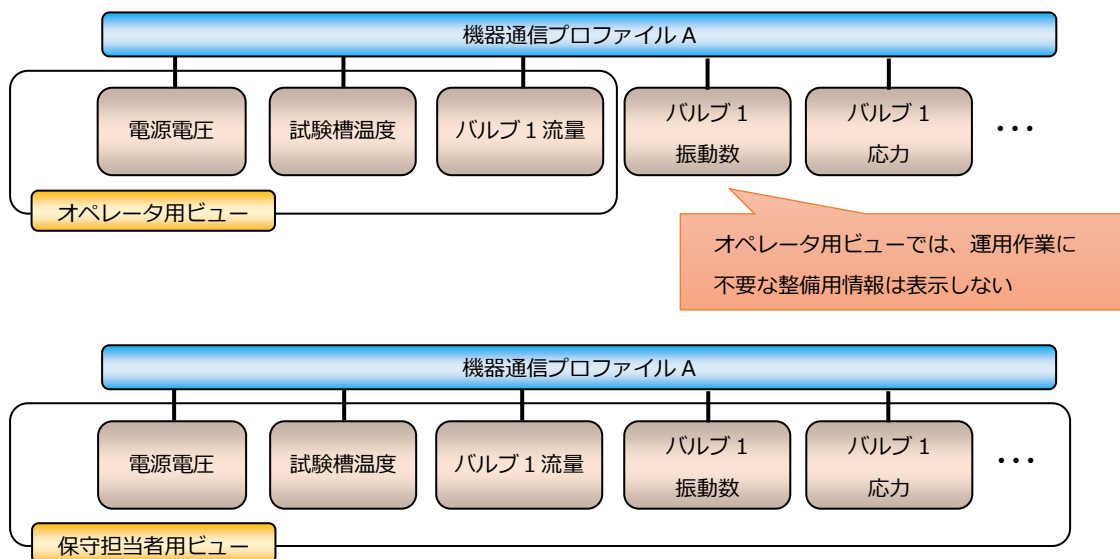 機器通信プロファイル A
電源電圧
試験槽温度
バルブ１流量
バルブ１
振動数
バルブ１
応力
・・・
オペレータ用ビュー
オペレータ用ビューでは、運用作業に
不要な整備用情報は表示しない
機器通信プロファイル A
電源電圧
試験槽温度
バルブ１流量
バルブ１
振動数
バルブ１
応力
・・・
保守担当者用ビュー